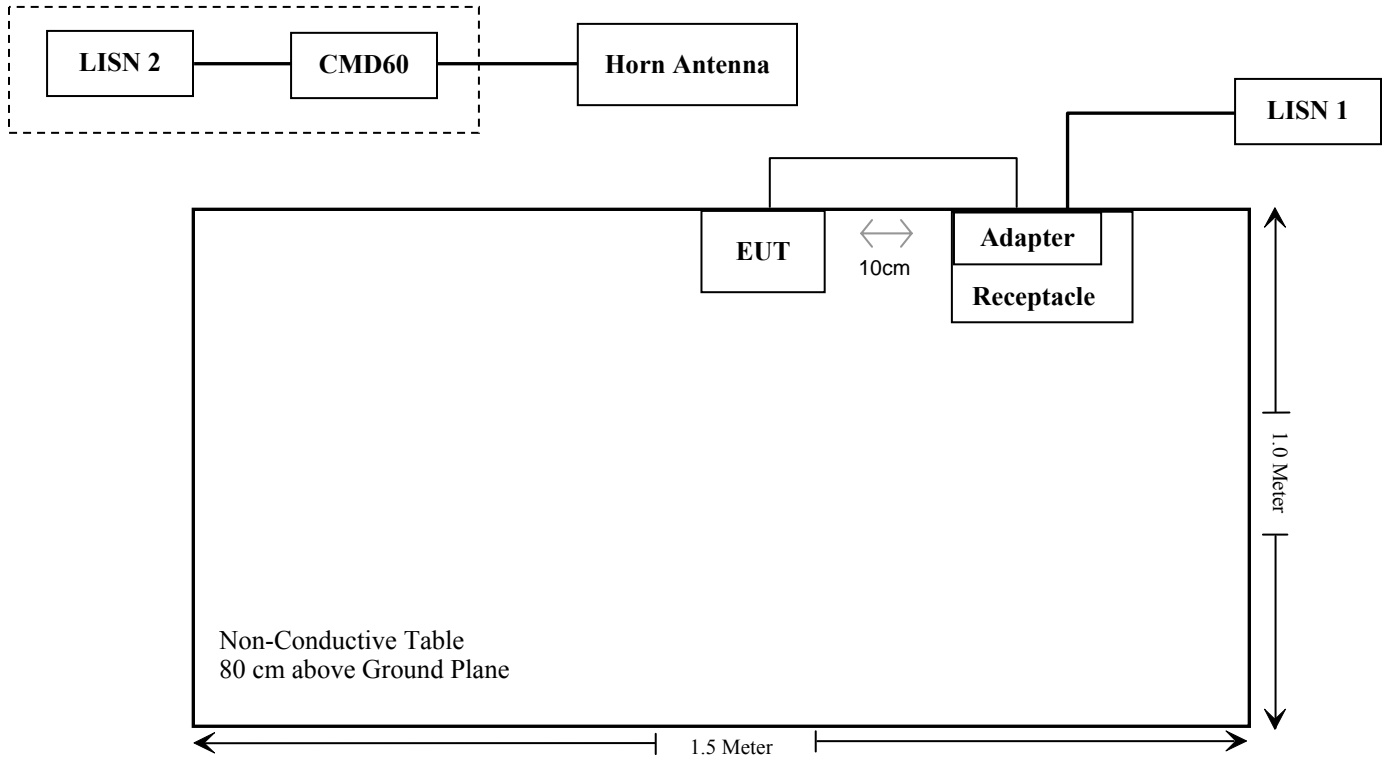 LISN 2
CMD60
Horn Antenna
LISN 1
EUT
10cm
Adapter
Receptacle
1.0 Meter
Non-Conductive Table
80 cm above Ground Plane
1.5 Meter